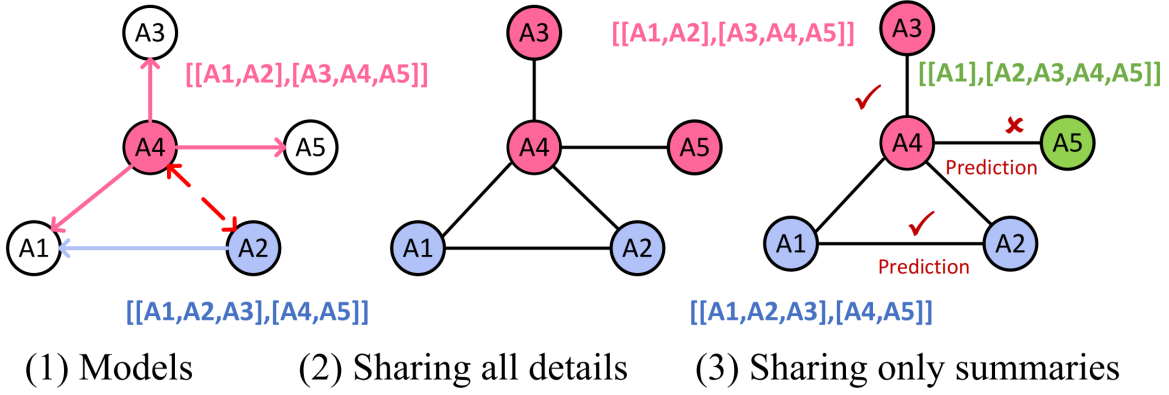 A3
[[A1,A2],[A3,A4,A5]]
A4
A5
A1
A2
[[A1,A2,A3],[A4,A5]]
(1) Models
A3
[[A1,A2],[A3,A4,A5]]
A4
A5
A1
A2
[[A1,A2,A3],[A4,A5]]
(2) Sharing all details
A3
[[A1],[A2,A3,A4,A5]]
✓
A4
✘
A5
Prediction
✓
A1
A2
Prediction
(3) Sharing only summaries